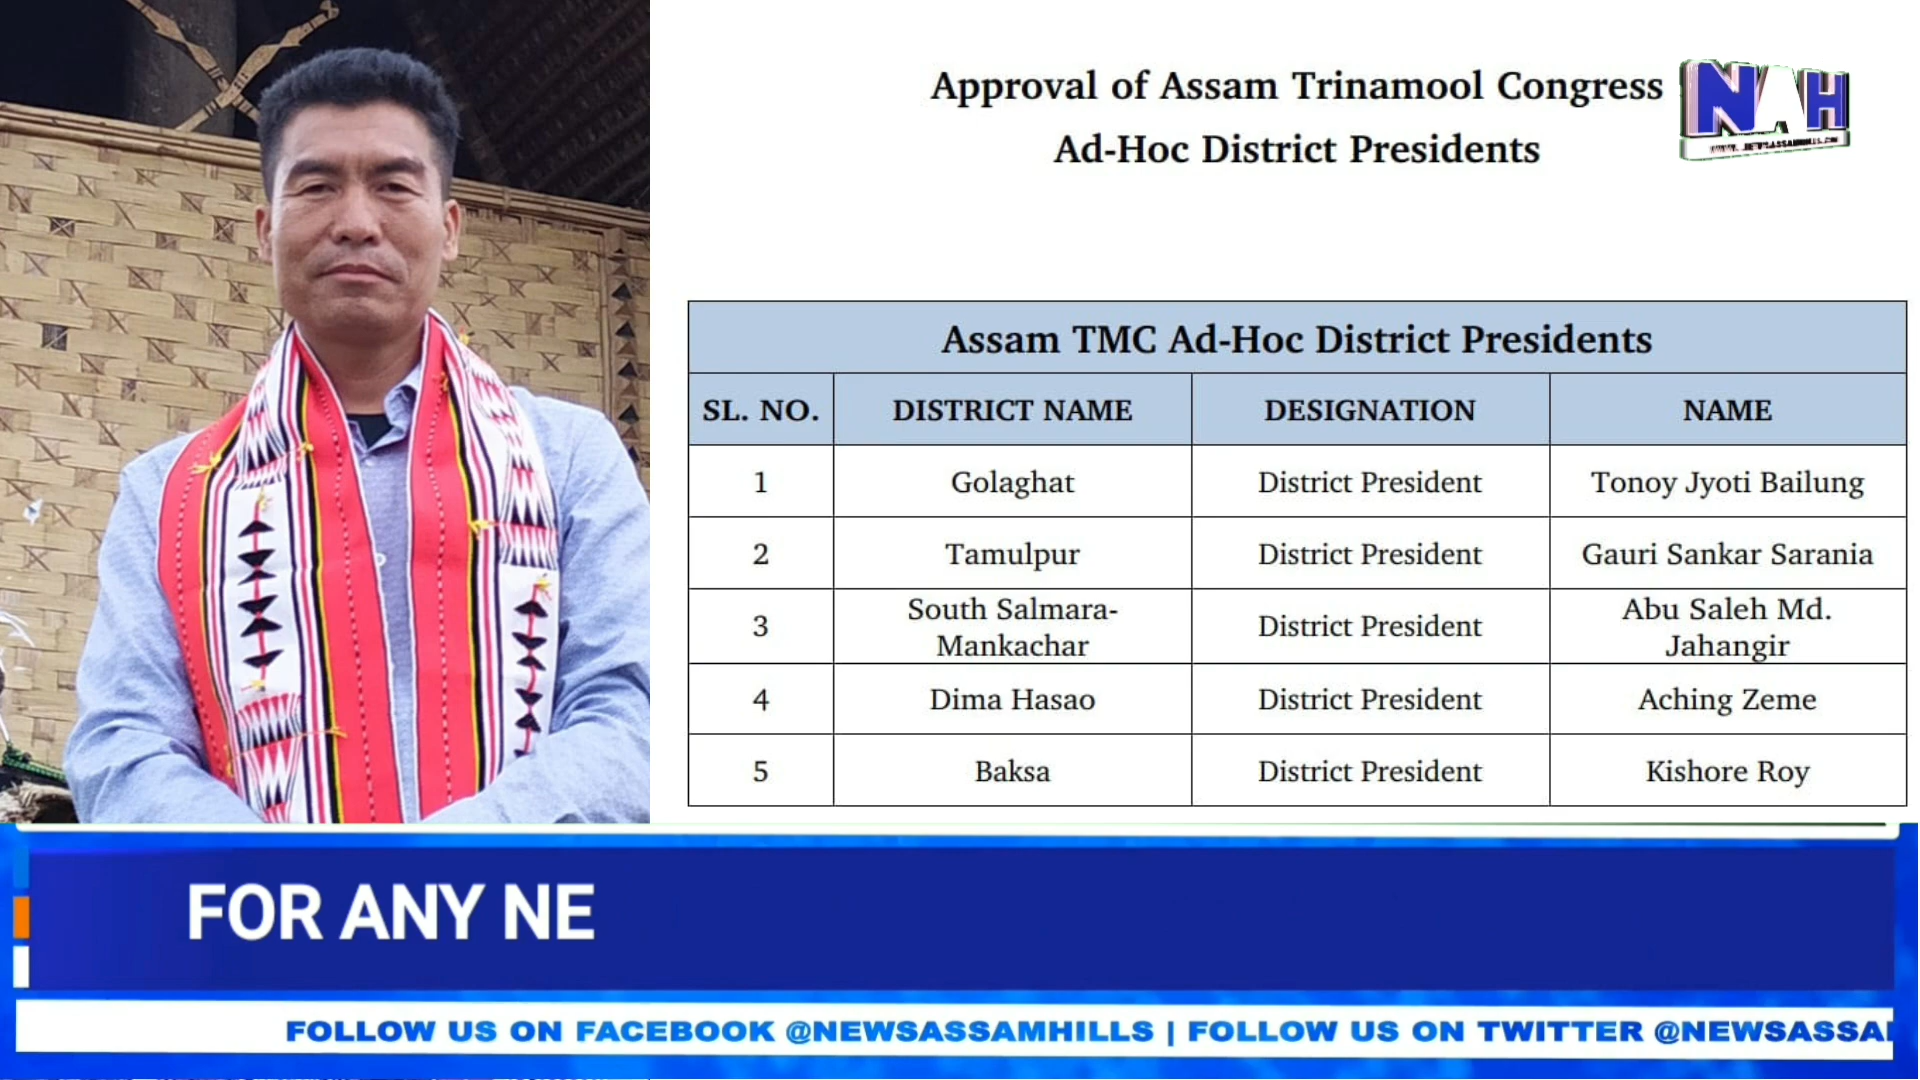 Approval of Assam Trinamool Congress
Ad-Hoc District Presidents
NAH
Assam TMC Ad-Hoc District Presidents
SL. NO. DISTRICT NAME DESIGNATION NAME
1 Golaghat District President Tonoy Jyoti Bailung
2 Tamulpur District President Gauri Sankar Sarania
3 South Salmara-
Mankachar District President Abu Saleh Md.
Jahangir
4 Dima Hasao District President Aching Zeme
5 Baksa District President Kishore Roy
FOR ANY NE
FOLLOW US ON FACEBOOK @NEWSASSAMHILLS | FOLLOW US ON TWITTER @NEWSASSA